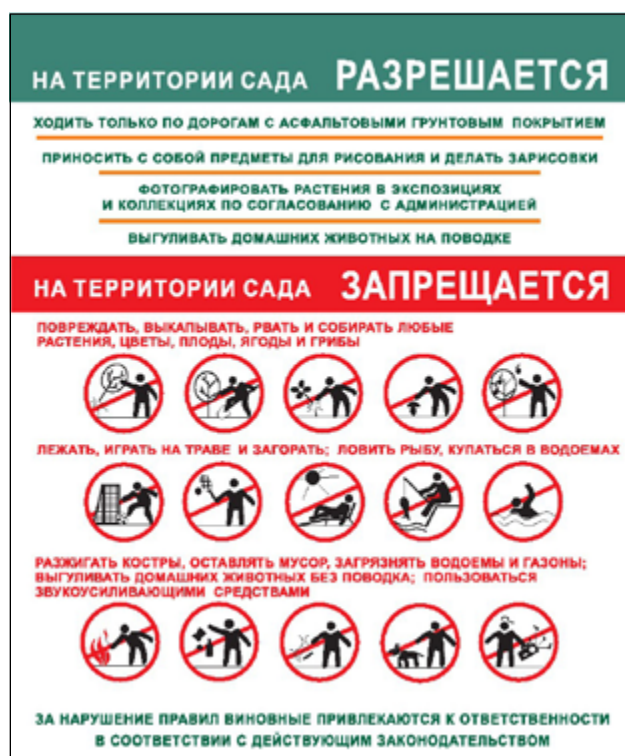 НА ТЕРРИТОРИИ САДА РАЗРЕШАЕТСЯ
ХОДИТЬ ТОЛЬКО ПО ДОРОГАМ С АСФАЛЬТОВЫМИ ГРУНТОВЫМ ПОКРЫТИЕМ
ПРИНОСИТЬ С СОБОЙ ПРЕДМЕТЫ ДЛЯ РИСОВАНИЯ И ДЕЛАТЬ ЗАРИСОВКИ
ФОТОГРАФИРОВАТЬ РАСТЕНИЯ В ЭКСПОЗИЦИЯХ
И КОЛЛЕКЦИЯХ ПО СОГЛАСОВАНИЮ С АДМИНИСТРАЦИЕЙ
ВЫГУЛИВАТЬ ДОМАШНИХ ЖИВОТНЫХ НА ПОВОДКЕ
НА ТЕРРИТОРИИ САДА ЗАПРЕЩАЕТСЯ
ПОВРЕЖДАТЬ, ВЫКАПЫВАТЬ, РВАТЬ И СОБИРАТЬ ЛЮБЫЕ
РАСТЕНИЯ, ЦВЕТЫ, ПЛОДЫ, ЯГОДЫ И ГРИБЫ
ЛЕЖАТЬ, ИГРАТЬ НА ТРАВЕ И ЗАГОРАТЬ; ЛОВИТЬ РЫБУ, КУПАТЬСЯ В ВОДОЕМАХ
РАЗЖИГАТЬ КОСТРЫ, ОСТАВЛЯТЬ МУСОР, ЗАГРЯЗНЯТЬ ВОДОЕМЫ И ГАЗОНЫ;
ВЫГУЛИВАТЬ ДОМАШНИХ ЖИВОТНЫХ БЕЗ ПОВОДКА; ПОЛЬЗОВАТЬСЯ
ЗВУКОУСИЛИВАЮЩИМИ СРЕДСТВАМИ
ЗА НАРУШЕНИЕ ПРАВИЛ ВИНОВНЫЕ ПРИВЛЕКАЮТСЯ К ОТВЕТСТВЕННОСТИ
В СООТВЕТСТВИИ С ДЕЙСТВУЮЩИМ ЗАКОНОДАТЕЛЬСТВОМ